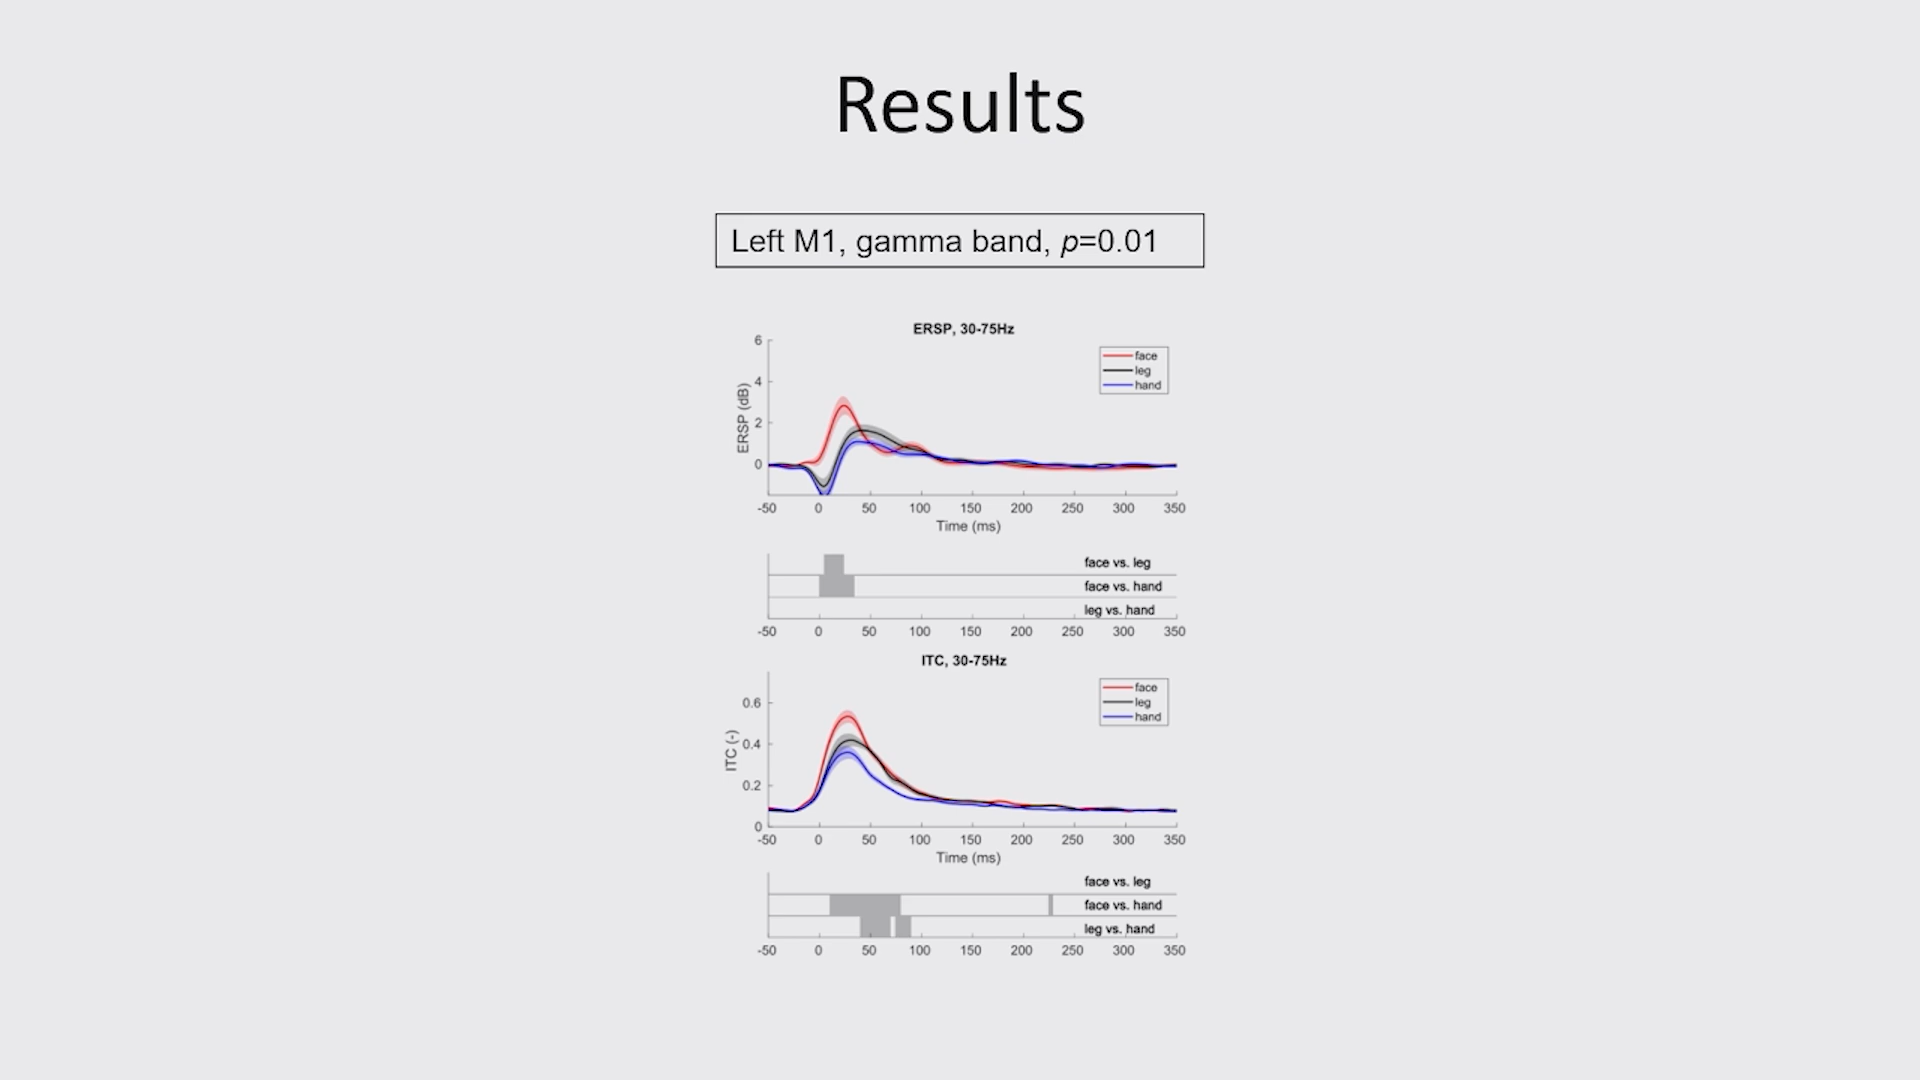 Results
Left M1, gamma band, p=0.01
ERSP, 30-75Hz
6
4
2
0
ERSP (dB)
face
leg
hand
-50 0 50 100 150 200 250 300 350
Time (ms)
face vs. leg
face vs. hand
leg vs. hand
-50 0 50 100 150 200 250 300 350
ITC, 30-75Hz
0.6
0.4
0.2
0
ITC (-)
face
leg
hand
-50 0 50 100 150 200 250 300 350
Time (ms)
face vs. leg
face vs. hand
leg vs. hand
-50 0 50 100 150 200 250 300 350